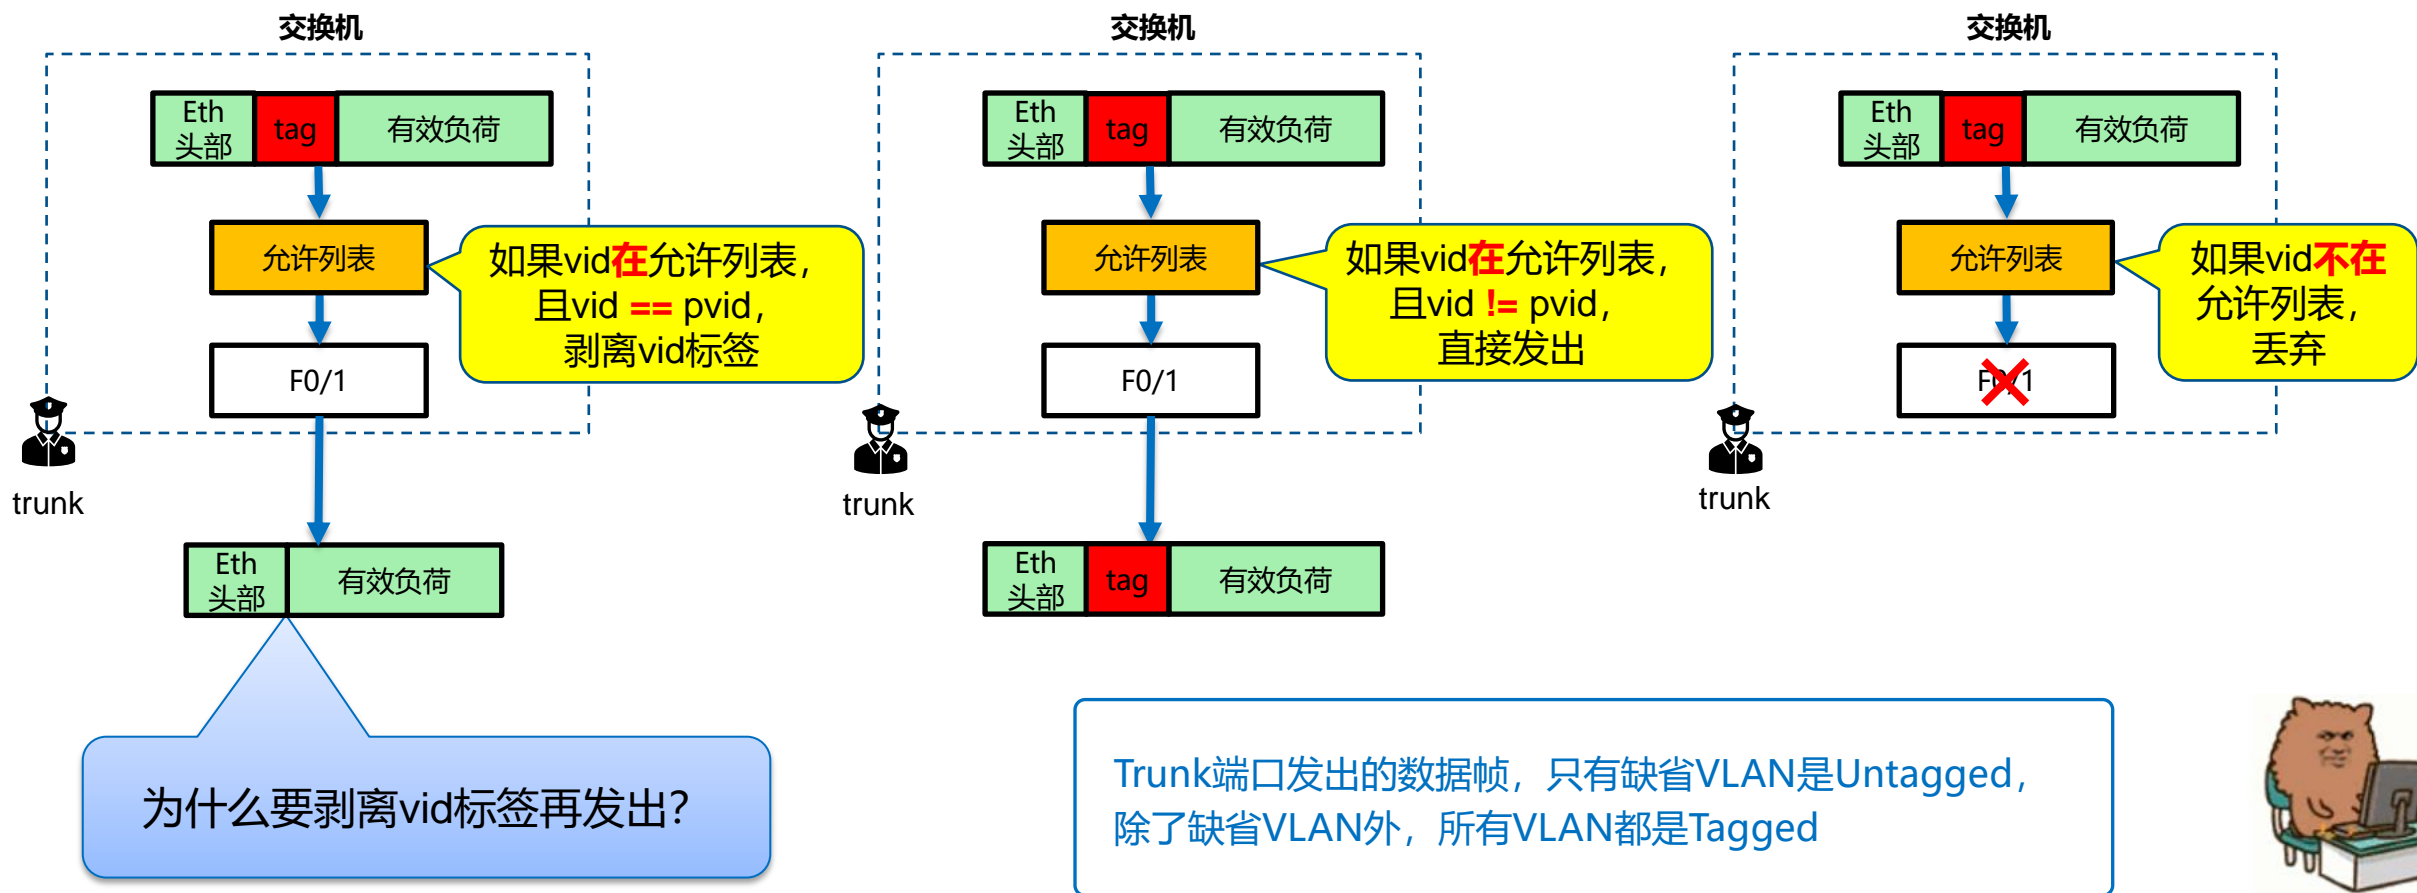 交换机
Eth
头部
tag
有效负荷
允许列表
如果vid在允许列表，
且vid == pvid，
剥离vid标签
F0/1
trunk
Eth
头部
有效负荷
为什么要剥离vid标签再发出？
交换机
Eth
头部
tag
有效负荷
允许列表
如果vid在允许列表，
且vid != pvid，
直接发出
F0/1
trunk
Eth
头部
tag
有效负荷
交换机
Eth
头部
tag
有效负荷
允许列表
如果vid不在
允许列表，
丢弃
F0/1
trunk
Trunk端口发出的数据帧，只有缺省VLAN是Untagged，
除了缺省VLAN外，所有VLAN都是Tagged